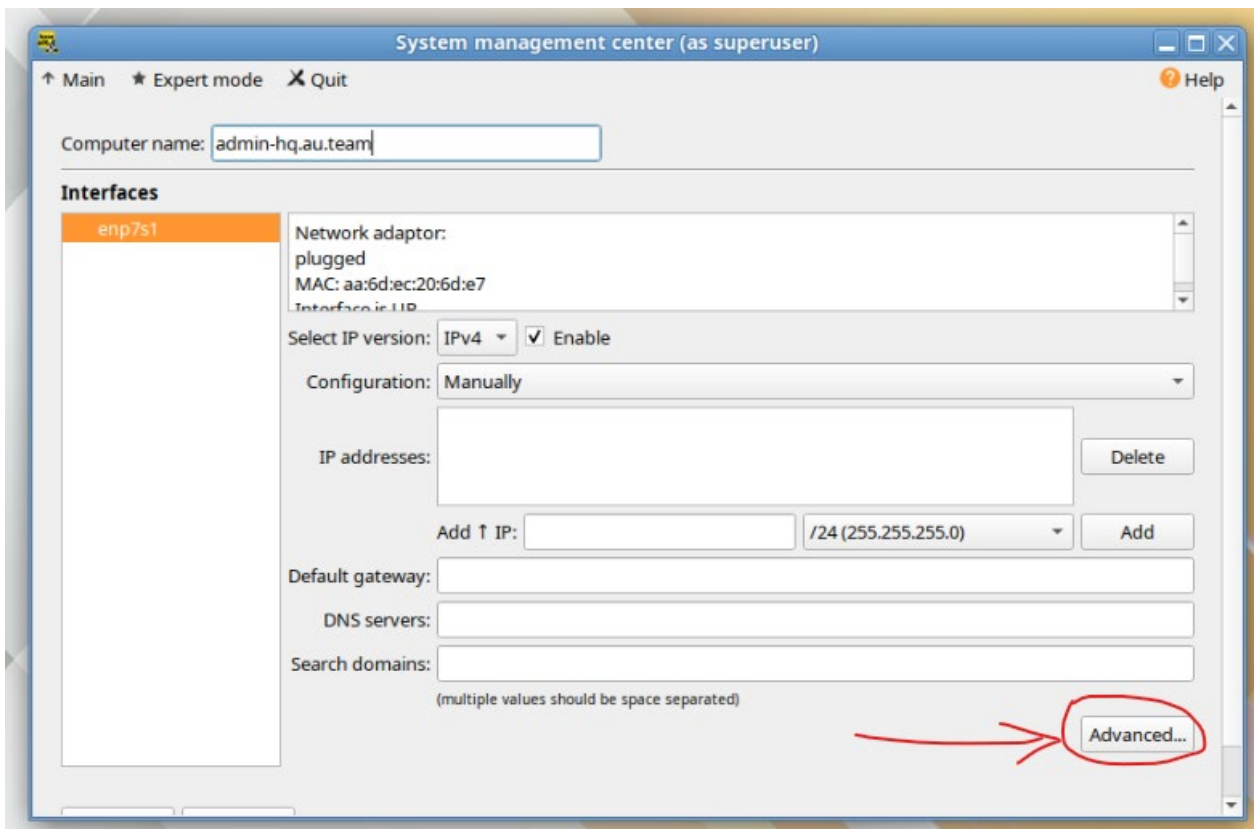 System management center (as superuser)
Main Expert mode Quit Help
Computer name: admin-hq.au.team
Interfaces
enp7s1
Network adaptor:
plugged
MAC: aa:6d:ec:20:6d:e7
Interface is UP
Select IP version: IPv4 Enable
Configuration: Manually
IP addresses:
Delete
Add ↑ IP: /24 (255.255.255.0) Add
Default gateway:
DNS servers:
Search domains:
(multiple values should be space separated)
Advanced...